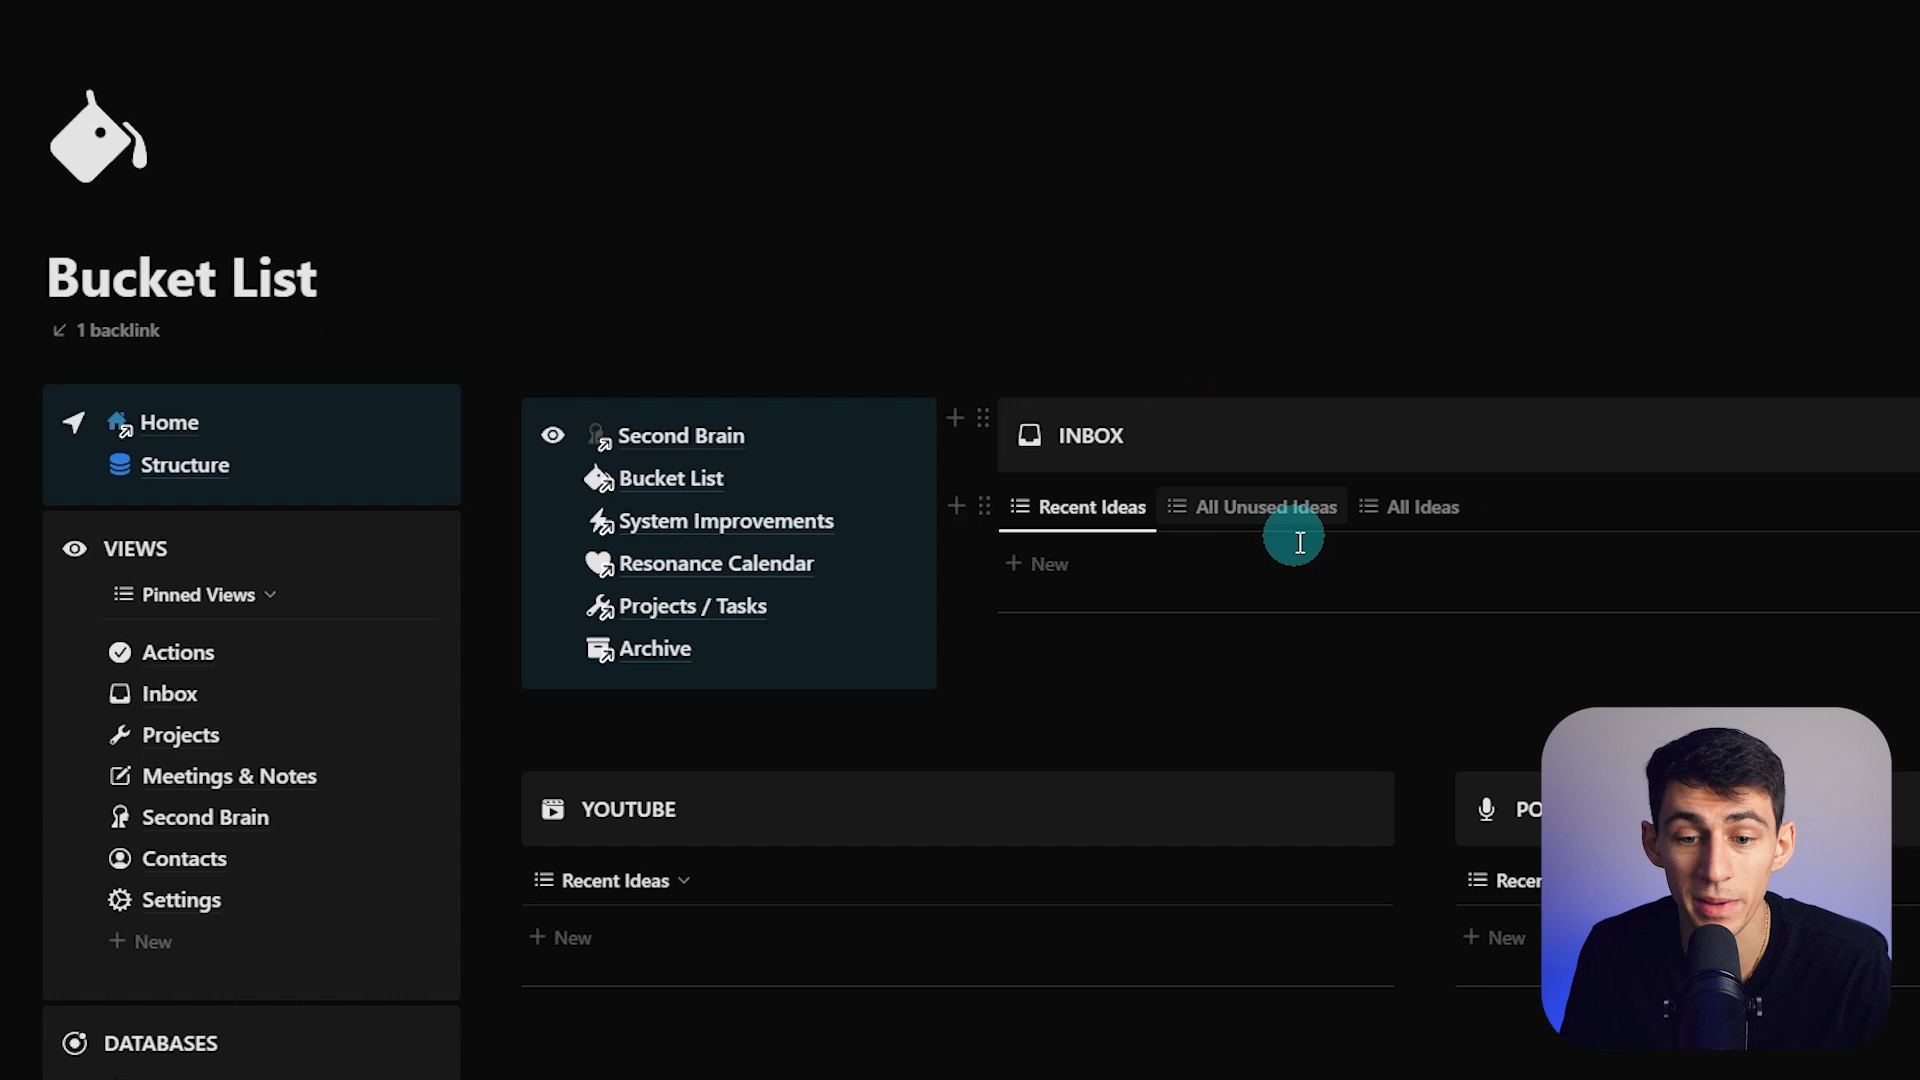 Bucket List
1 backlink
Home
Structure
VIEWS
Pinned Views
Actions
Inbox
Projects
Meetings & Notes
Second Brain
Contacts
Settings
New
DATABASES
Second Brain
Bucket List
System Improvements
Resonance Calendar
Projects / Tasks
Archive
INBOX
Recent Ideas All Unused Ideas All Ideas
New
YOUTUBE
Recent Ideas
New
PO
Recen
New